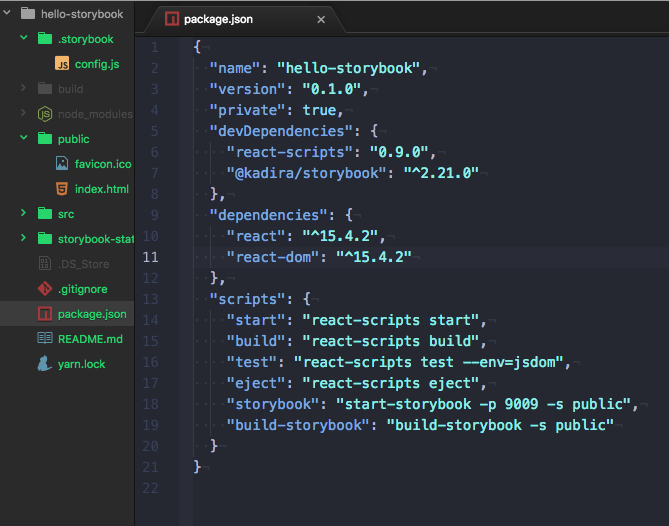 hello-storybook
.storybook
config.js
build
node_modules
public
favicon.ico
index.html
src
storybook-stat
.DS_Store
.gitignore
package.json
README.md
yarn.lock
package.json ×
1 {
2 "name": "hello-storybook",
3 "version": "0.1.0",
4 "private": true,
5 "devDependencies": {
6 "react-scripts": "0.9.0",
7 "@kadira/storybook": "^2.21.0"
8 },
9 "dependencies": {
10 "react": "^15.4.2",
11 "react-dom": "^15.4.2"
12 },
13 "scripts": {
14 "start": "react-scripts start",
15 "build": "react-scripts build",
16 "test": "react-scripts test --env=jsdom",
17 "eject": "react-scripts eject",
18 "storybook": "start-storybook -p 9009 -s public",
19 "build-storybook": "build-storybook -s public"
20 }
21 }
22